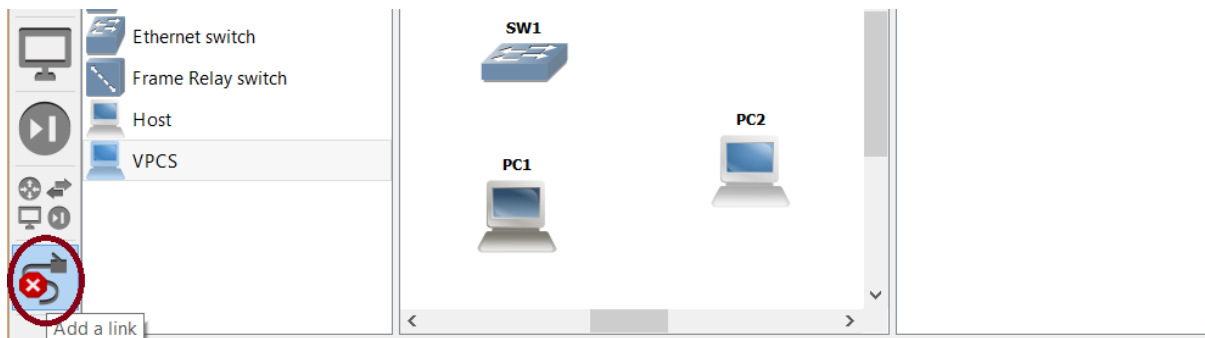 Ethernet switch
Frame Relay switch
Host
VPCS
Add a link
SW1
PC2
PC1